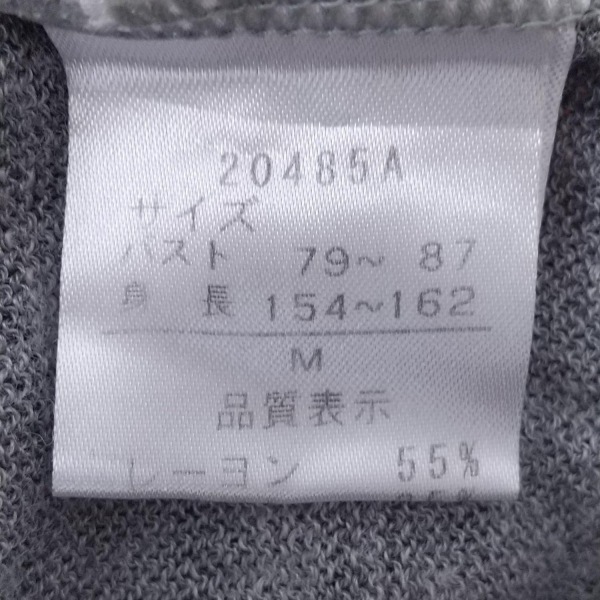 20485A
サイズ
バスト 79~ 87
身 長 154~162
M
品質表示
レーヨン 55%